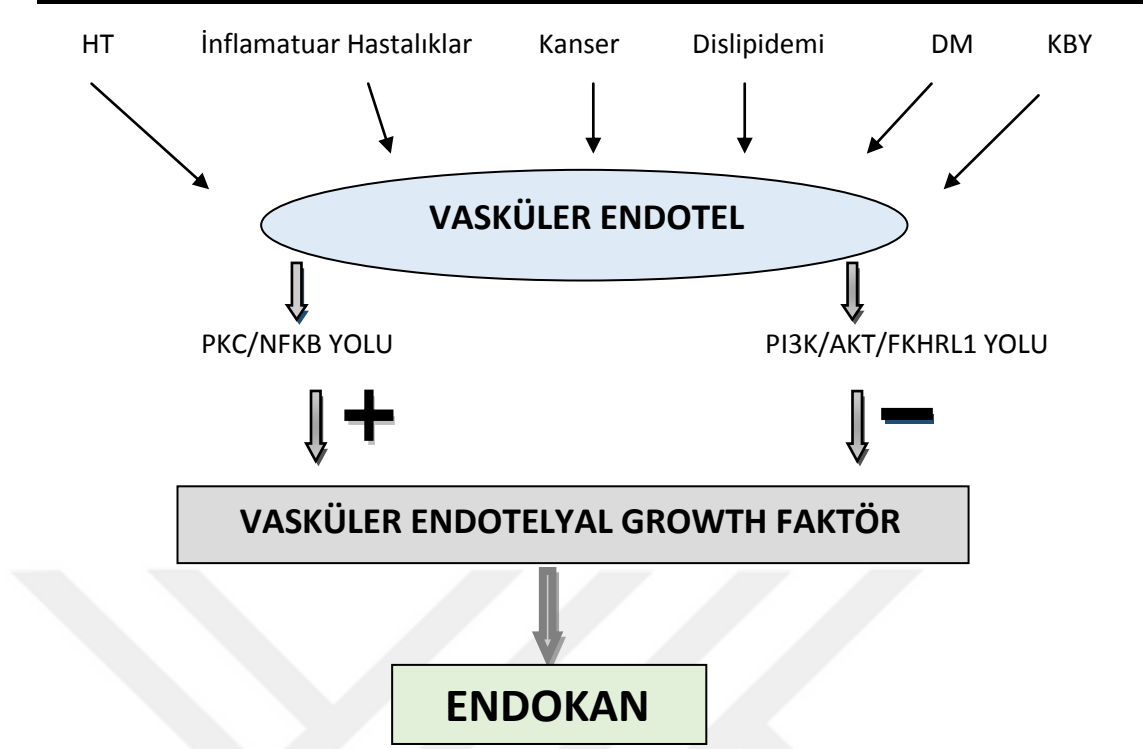 HT İnflamatuar Hastalıklar Kanser Dislipidemi DM KBY
VASKÜLER ENDOTEL
PKC/NFKB YOLU PI3K/AKT/FKHRL1 YOLU
+ −
VASKÜLER ENDOTELYAL GROWTH FAKTÖR
ENDOKAN